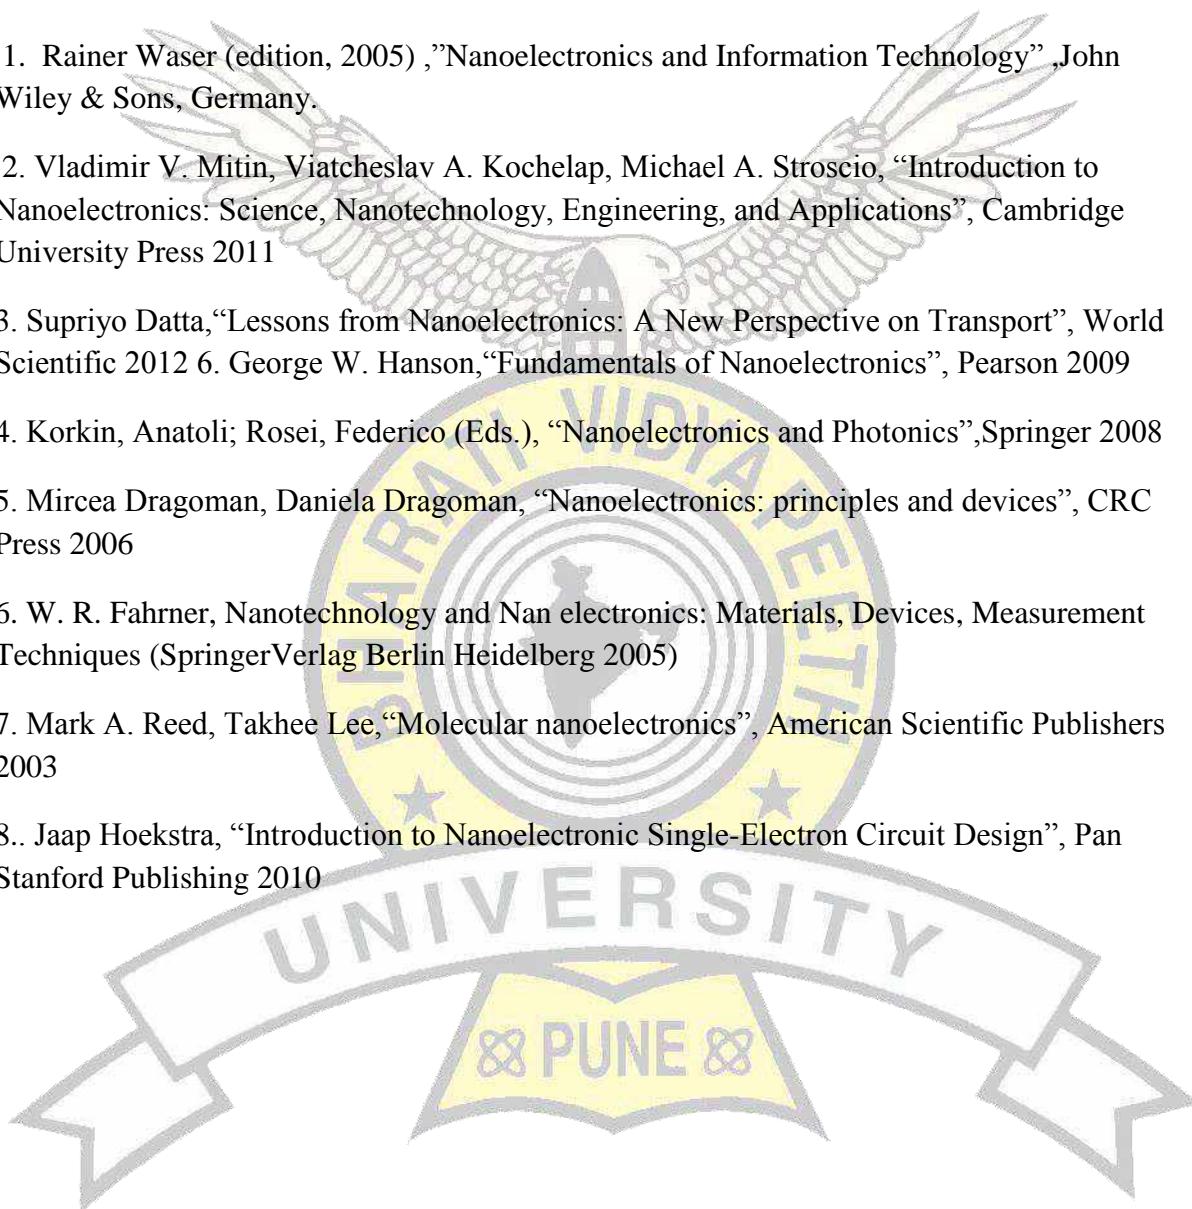 1. Rainer Waser (edition, 2005) ,”Nanoelectronics and Information Technology” ,John
Wiley & Sons, Germany.
2. Vladimir V. Mitin, Viatcheslav A. Kochelap, Michael A. Stroscio, “Introduction to
Nanoelectronics: Science, Nanotechnology, Engineering, and Applications”, Cambridge
University Press 2011
3. Supriyo Datta,“Lessons from Nanoelectronics: A New Perspective on Transport”, World
Scientific 2012 6. George W. Hanson,“Fundamentals of Nanoelectronics”, Pearson 2009
4. Korkin, Anatoli; Rosei, Federico (Eds.), “Nanoelectronics and Photonics”,Springer 2008
5. Mircea Dragoman, Daniela Dragoman, “Nanoelectronics: principles and devices”, CRC
Press 2006
6. W. R. Fahrner, Nanotechnology and Nan electronics: Materials, Devices, Measurement
Techniques (SpringerVerlag Berlin Heidelberg 2005)
7. Mark A. Reed, Takhee Lee,“Molecular nanoelectronics”, American Scientific Publishers
2003
8.. Jaap Hoekstra, “Introduction to Nanoelectronic Single-Electron Circuit Design”, Pan
Stanford Publishing 2010
BHARATI VIDYAPEETH
UNIVERSITY
PUNE